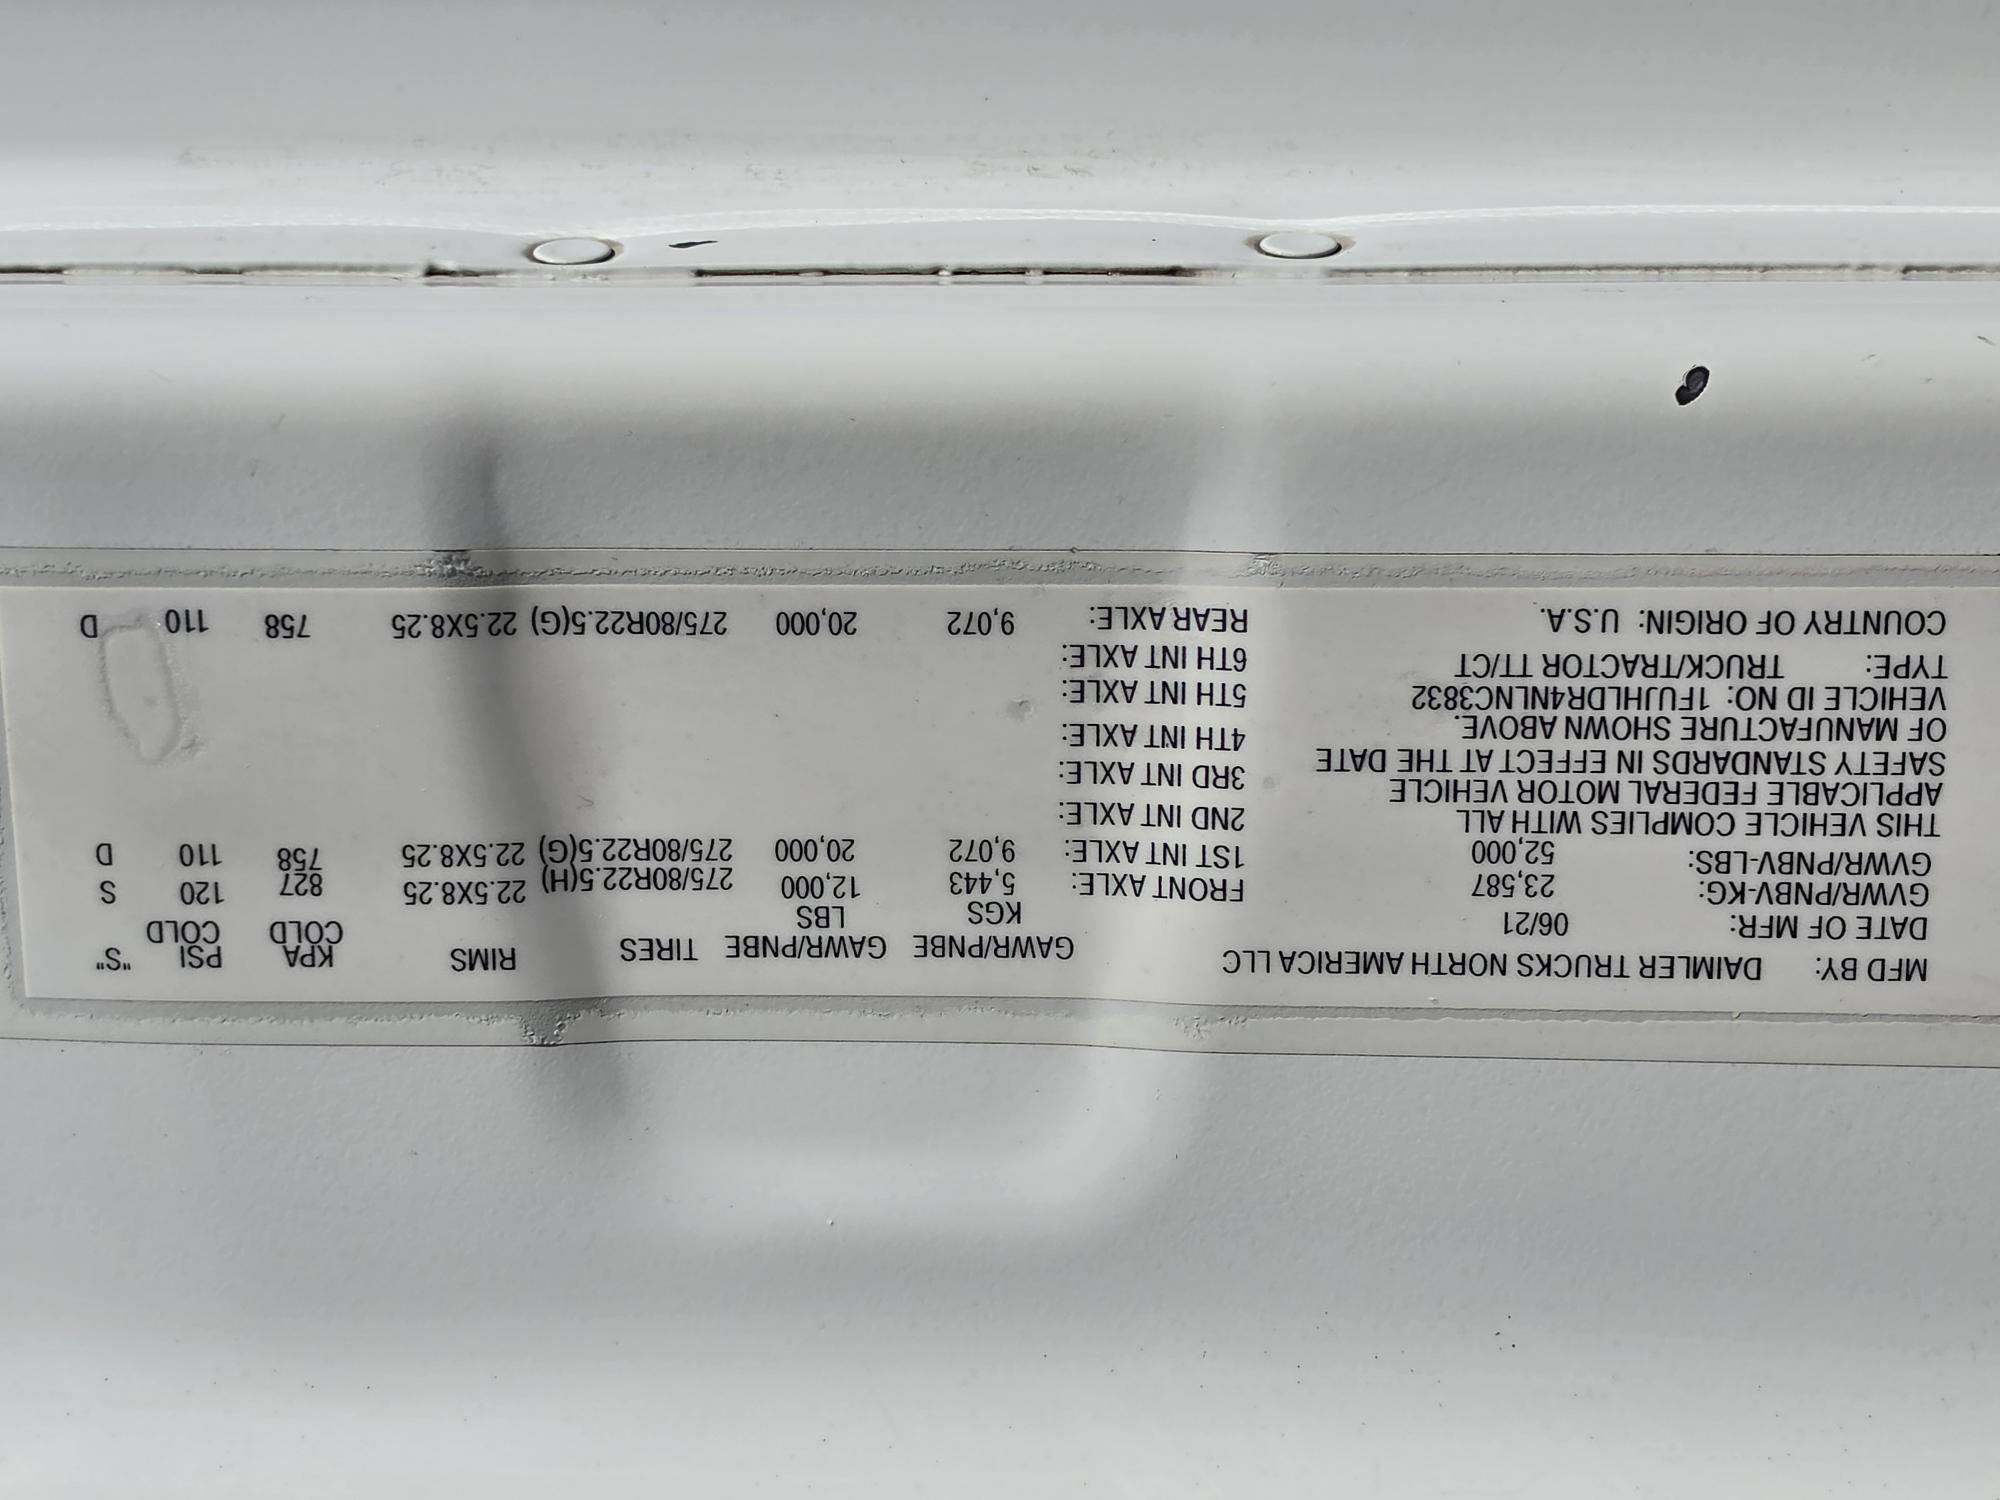 MFD BY: DAIMLER TRUCKS NORTH AMERICA LLC
DATE OF MFR: 06/21
GVWR/PNBV-KG: 23,587
GVWR/PNBV-LBS: 52,000
THIS VEHICLE COMPLIES WITH ALL
APPLICABLE FEDERAL MOTOR VEHICLE
SAFETY STANDARDS IN EFFECT AT THE DATE
OF MANUFACTURE SHOWN ABOVE.
VEHICLE ID NO: 1FUJHLDR4NLNC3832
TYPE: TRUCK/TRACTOR TT/CT
COUNTRY OF ORIGIN: U.S.A.
GAWR/PNBE GAWR/PNBE TIRES RIMS KPA PSI "S"
KGS LBS COLD COLD
FRONT AXLE: 5,443 12,000 275/80R22.5(H) 22.5X8.25 827 120 S
1ST INT AXLE: 9,072 20,000 275/80R22.5(G) 22.5X8.25 758 110 D
2ND INT AXLE:
3RD INT AXLE:
4TH INT AXLE:
5TH INT AXLE:
6TH INT AXLE:
REAR AXLE: 9,072 20,000 275/80R22.5(G) 22.5X8.25 758 110 D